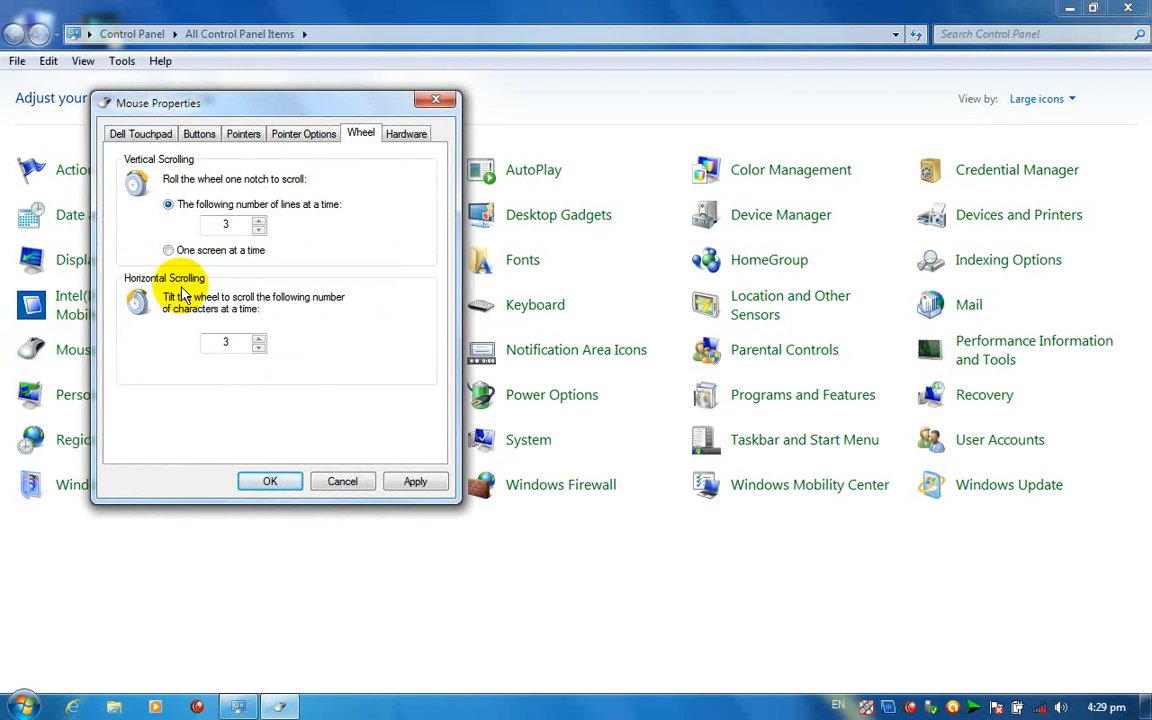 Control Panel All Control Panel Items
Search Control Panel
File Edit View Tools Help
Adjust your
View by: Large icons
Mouse Properties
Dell Touchpad Buttons Pointers Pointer Options Wheel Hardware
Vertical Scrolling
Roll the wheel one notch to scroll:
The following number of lines at a time:
3
One screen at a time
Horizontal Scrolling
Tilt the wheel to scroll the following number
of characters at a time:
3
OK Cancel Apply
Actio
Date
Displ
Intel(
Mobi
Mous
Perso
Regio
Wind
AutoPlay
Color Management
Credential Manager
Desktop Gadgets
Device Manager
Devices and Printers
Fonts
HomeGroup
Indexing Options
Keyboard
Location and Other
Sensors
Mail
Notification Area Icons
Parental Controls
Performance Information
and Tools
Power Options
Programs and Features
Recovery
System
Taskbar and Start Menu
User Accounts
Windows Firewall
Windows Mobility Center
Windows Update
EN
4:29 pm